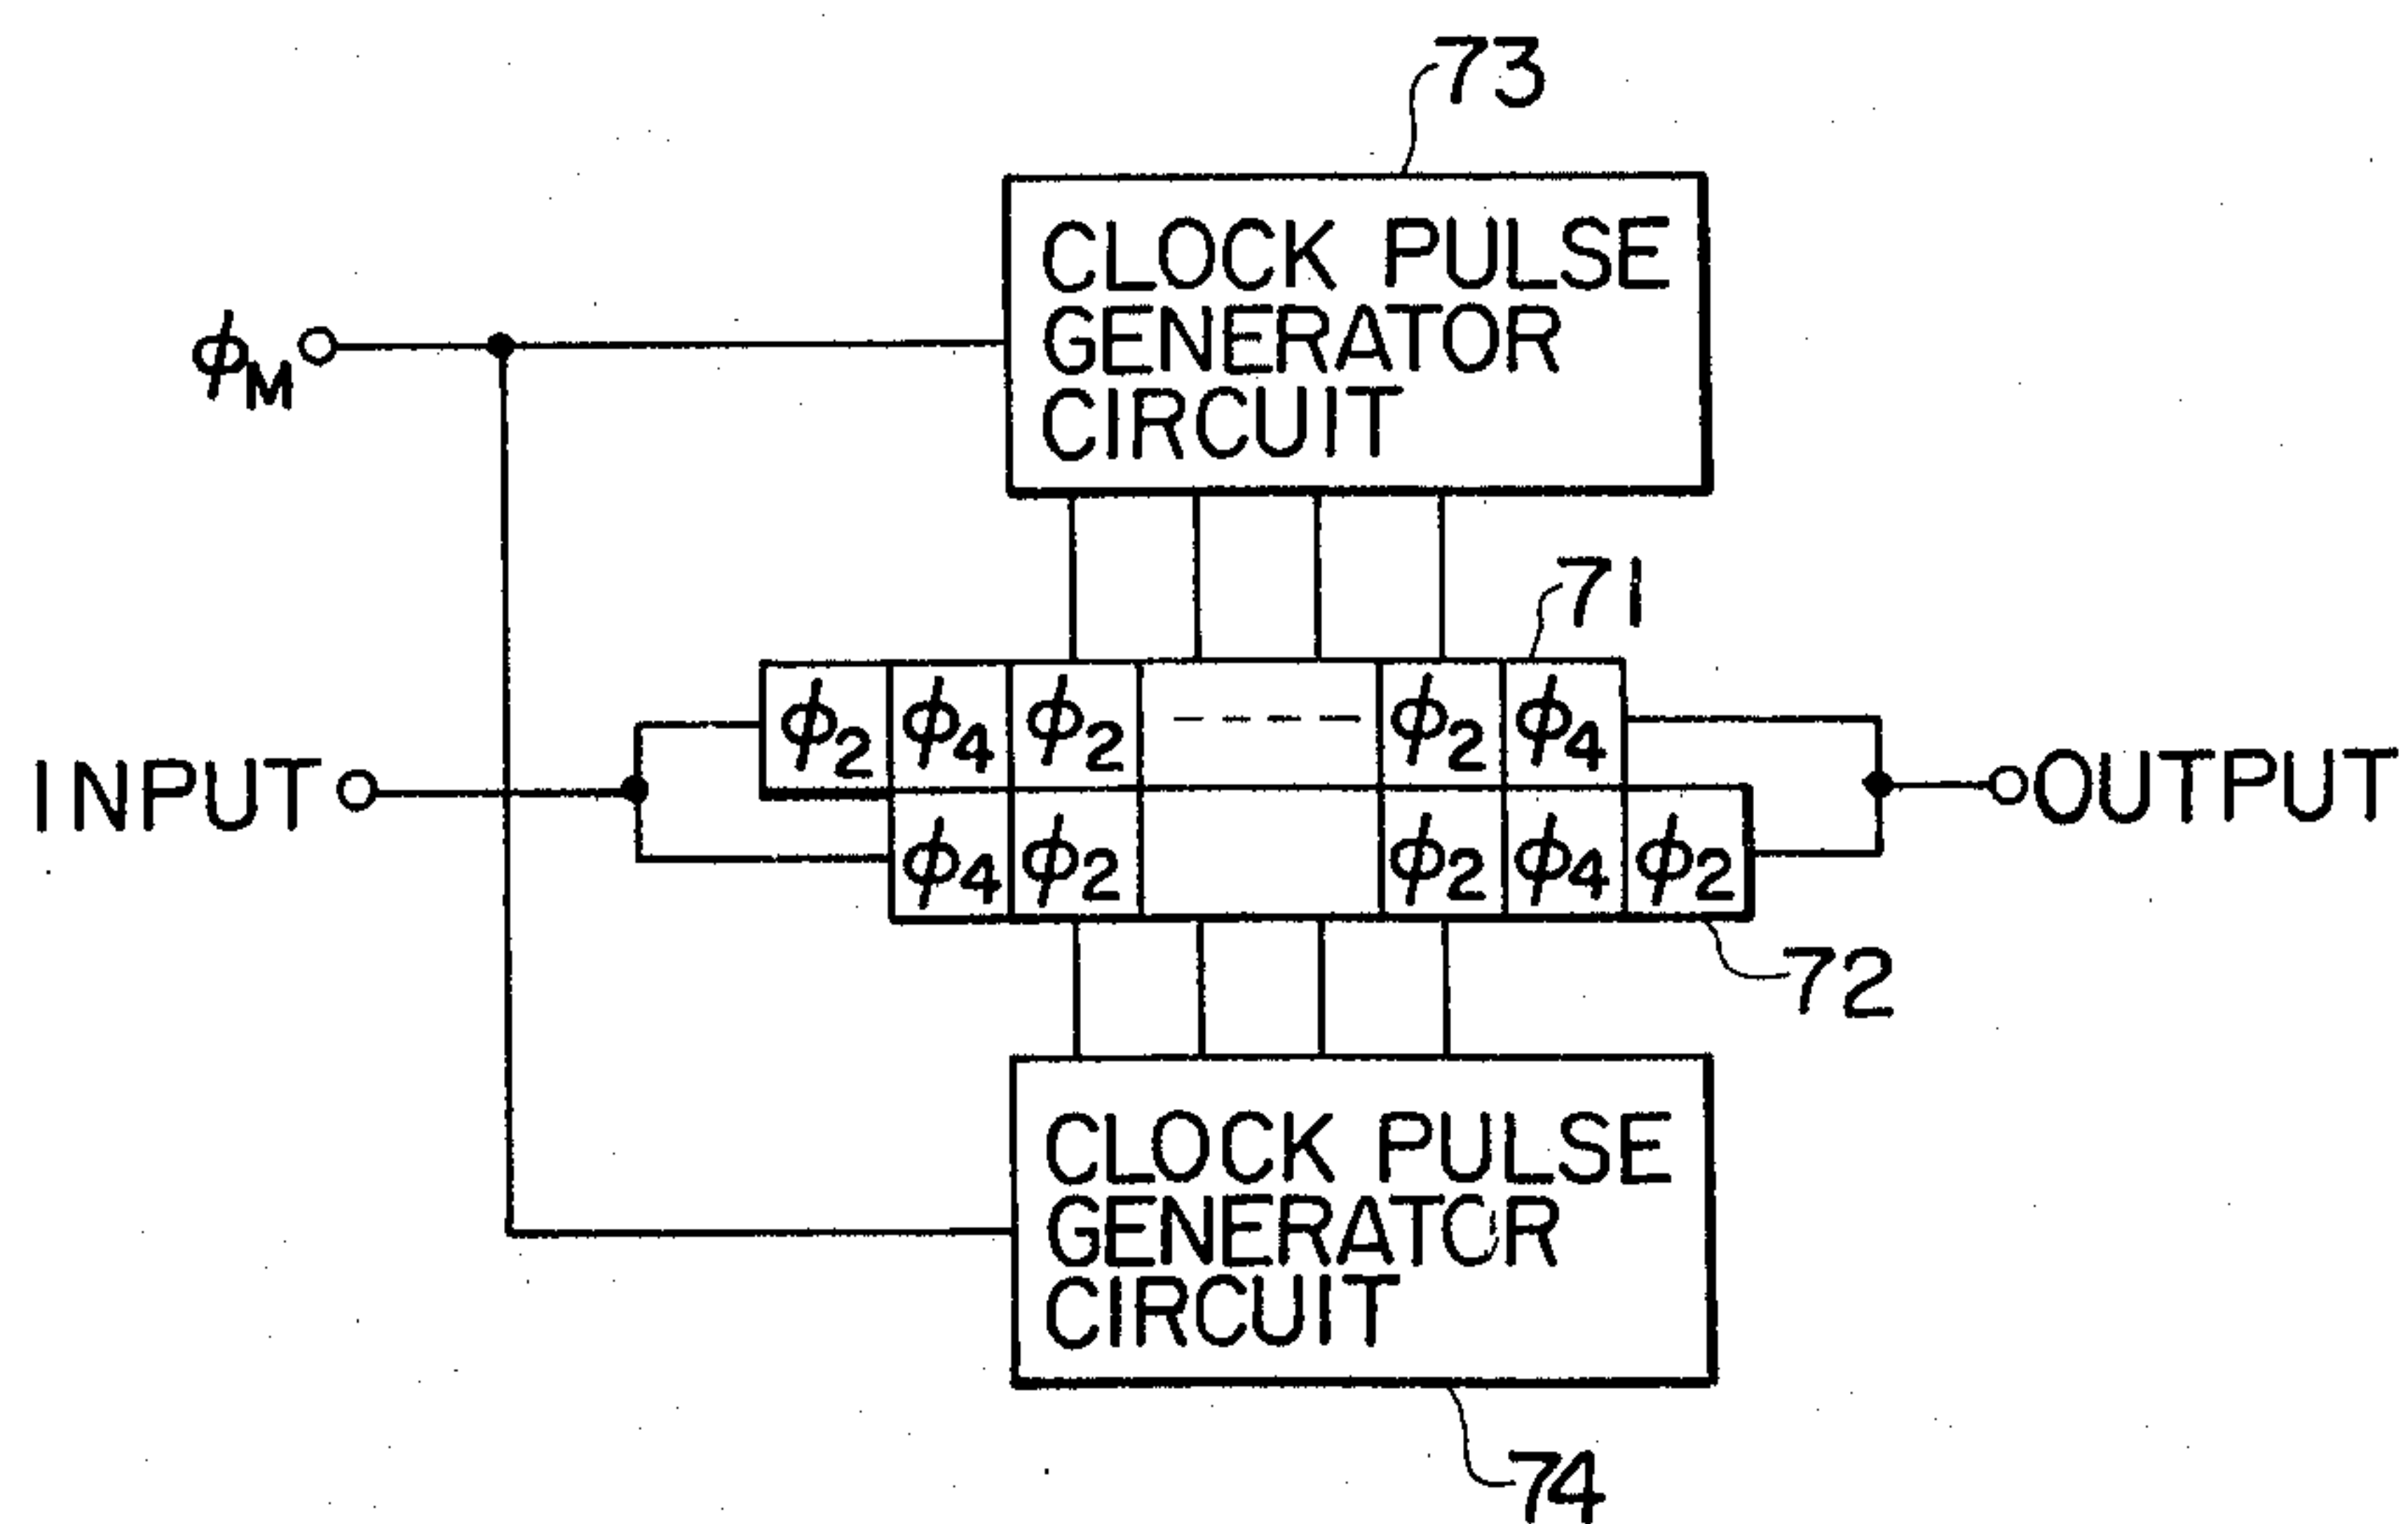 73
CLOCK PULSE
GENERATOR
CIRCUIT
ϕM
71
ϕ2 ϕ4 ϕ2 ---- ϕ2 ϕ4
INPUT
OUTPUT
ϕ4 ϕ2 ϕ2 ϕ4 ϕ2
72
CLOCK PULSE
GENERATOR
CIRCUIT
74